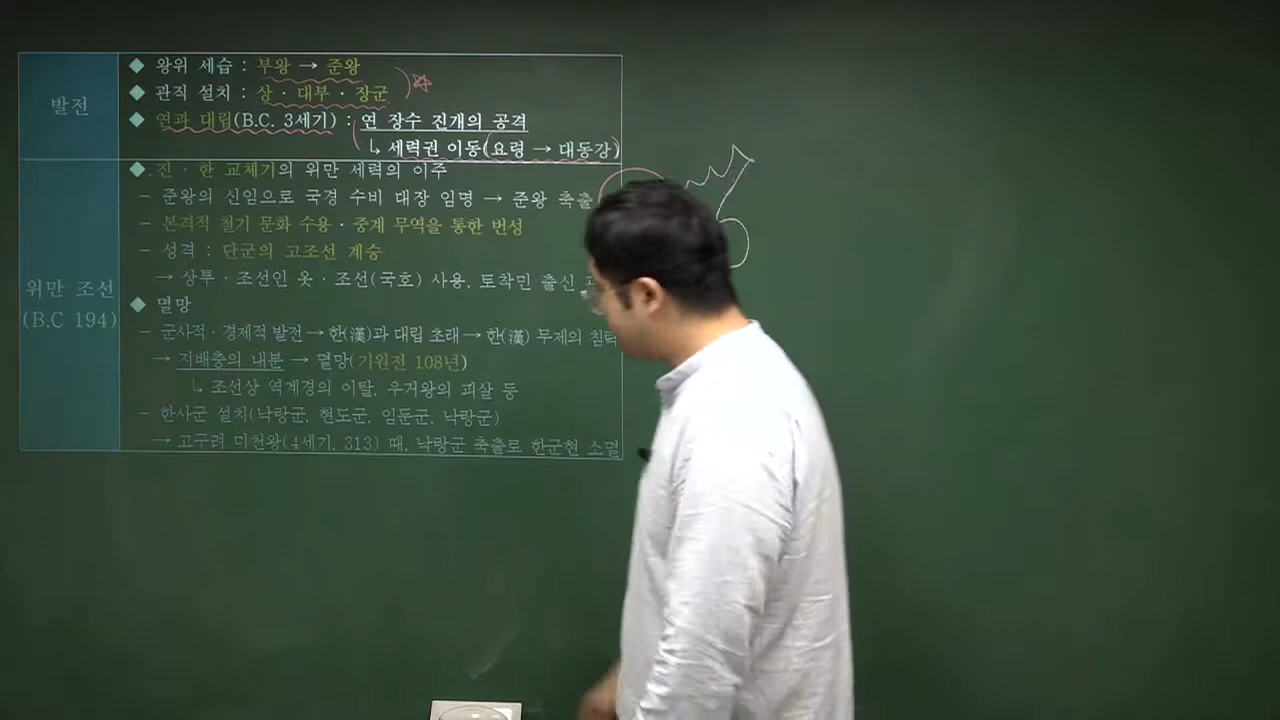 발전
◆ 왕위 세습 : 부왕 → 준왕
◆ 관직 설치 : 상 · 대부 · 장군
◆ 연과 대립(B.C. 3세기) : 연 장수 진개의 공격
↳ 세력권 이동(요령 → 대동강)
위만 조선
(B.C 194)
◆ 진 · 한 교체기의 위만 세력의 이주
- 준왕의 신임으로 국경 수비 대장 임명 → 준왕 축출
- 본격적 철기 문화 수용 · 중계 무역을 통한 번성
- 성격 : 단군의 고조선 계승
→ 상투 · 조선인 옷 · 조선(국호) 사용, 토착민 출신
◆ 멸망
- 군사적 · 경제적 발전 → 한(漢)과 대립 초래 → 한(漢) 무제의 침략
→ 지배층의 내분 → 멸망(기원전 108년)
↳ 조선상 역계경의 이탈, 우거왕의 피살 등
- 한사군 설치(낙랑군, 현도군, 임둔군, 낙랑군)
→ 고구려 미천왕(4세기, 313) 때, 낙랑군 축출로 한군현 소멸